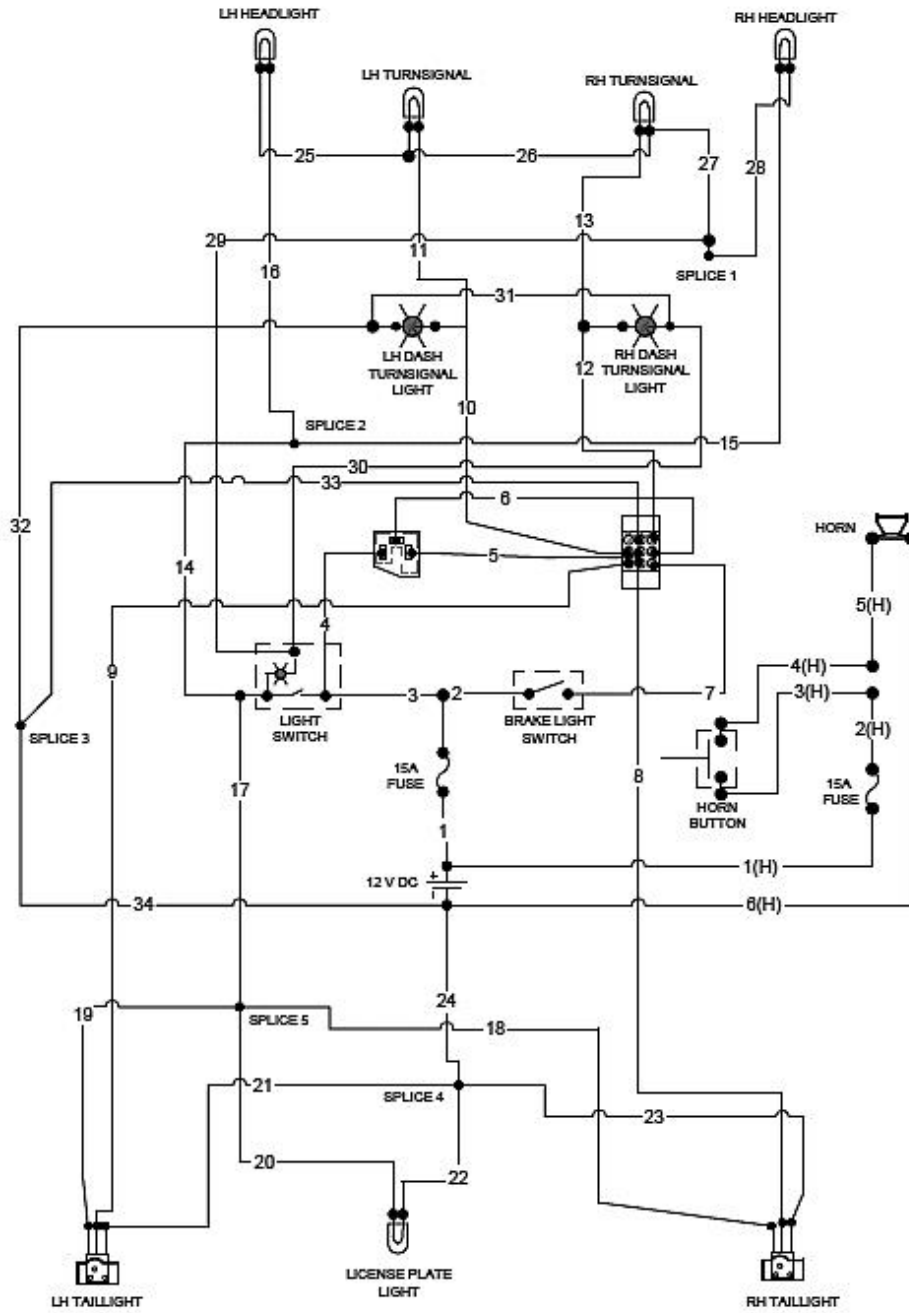 LH HEADLIGHT
RH HEADLIGHT
LH TURNSIGNAL
RH TURNSIGNAL
25
26
27
28
13
29
11
16
SPLICE 1
31
LH DASH
TURNSIGNAL
LIGHT
RH DASH
TURNSIGNAL
LIGHT
12
10
SPLICE 2
15
30
33
6
32
HORN
14
5
5(H)
4
9
4(H)
3(H)
3
2
7
LIGHT
SWITCH
BRAKE LIGHT
SWITCH
SPLICE 3
2(H)
15A
FUSE
17
8
15A
FUSE
HORN
BUTTON
1
1(H)
12 V DC
+
-
34
6(H)
24
19
SPLICE 5
18
21
SPLICE 4
23
20
22
LICENSE PLATE
LIGHT
LH TAILLIGHT
RH TAILLIGHT